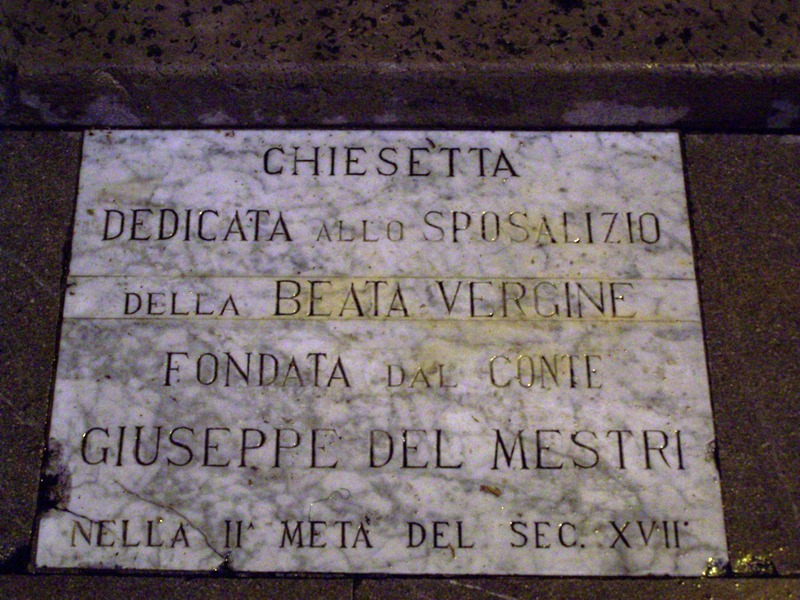 CHIESETTA
DEDICATA ALLO SPOSALIZIO
DELLA BEATA VERGINE
FONDATA DAL CONTE
GIUSEPPE DEL MESTRI
NELLA II^ METÀ DEL SEC. XVII°